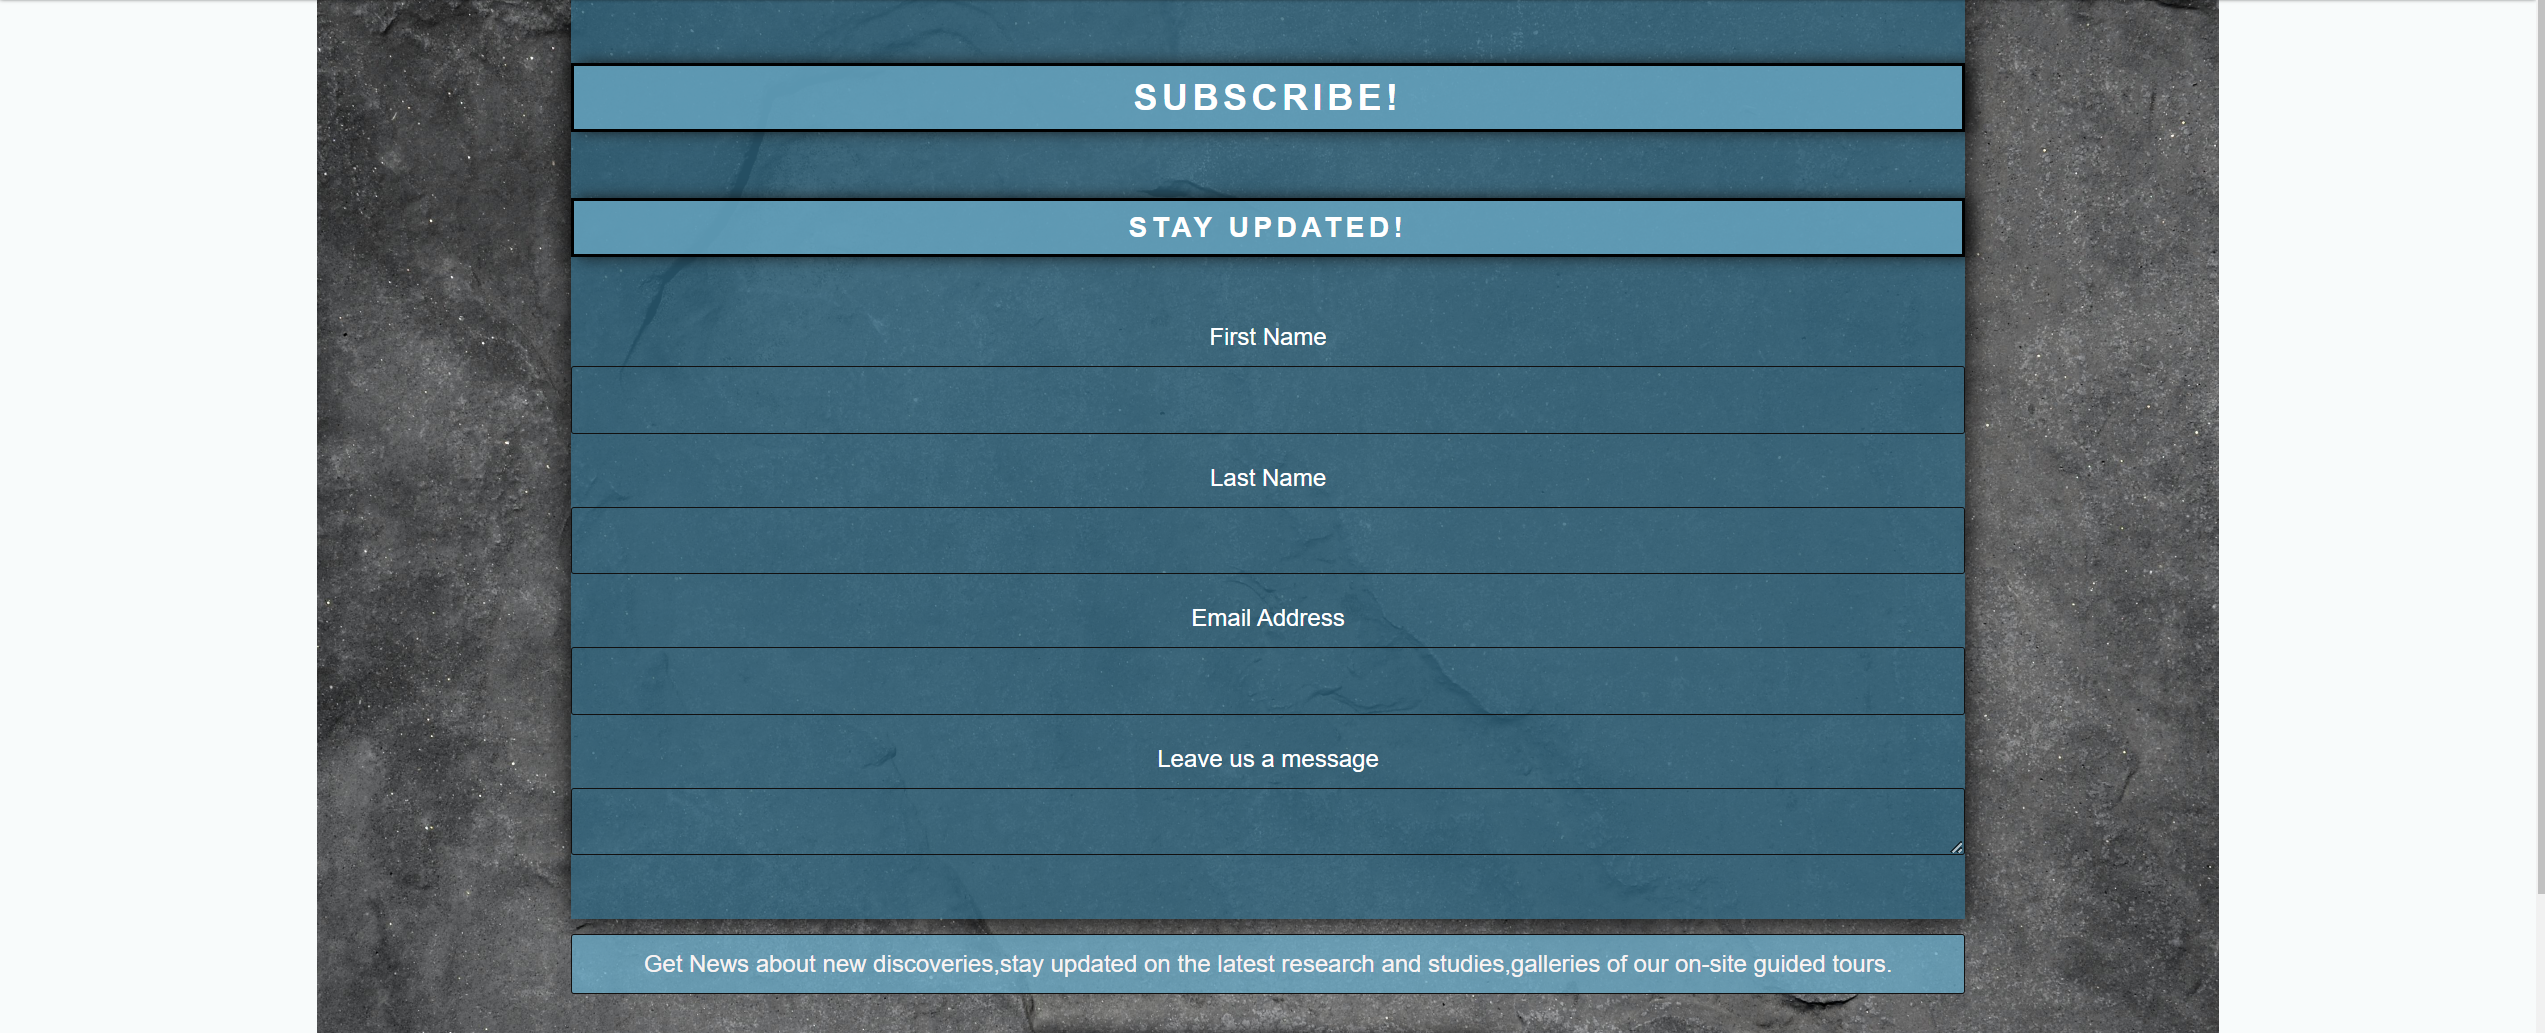 SUBSCRIBE!
STAY UPDATED!
First Name
Last Name
Email Address
Leave us a message
Get News about new discoveries,stay updated on the latest research and studies,galleries of our on-site guided tours.